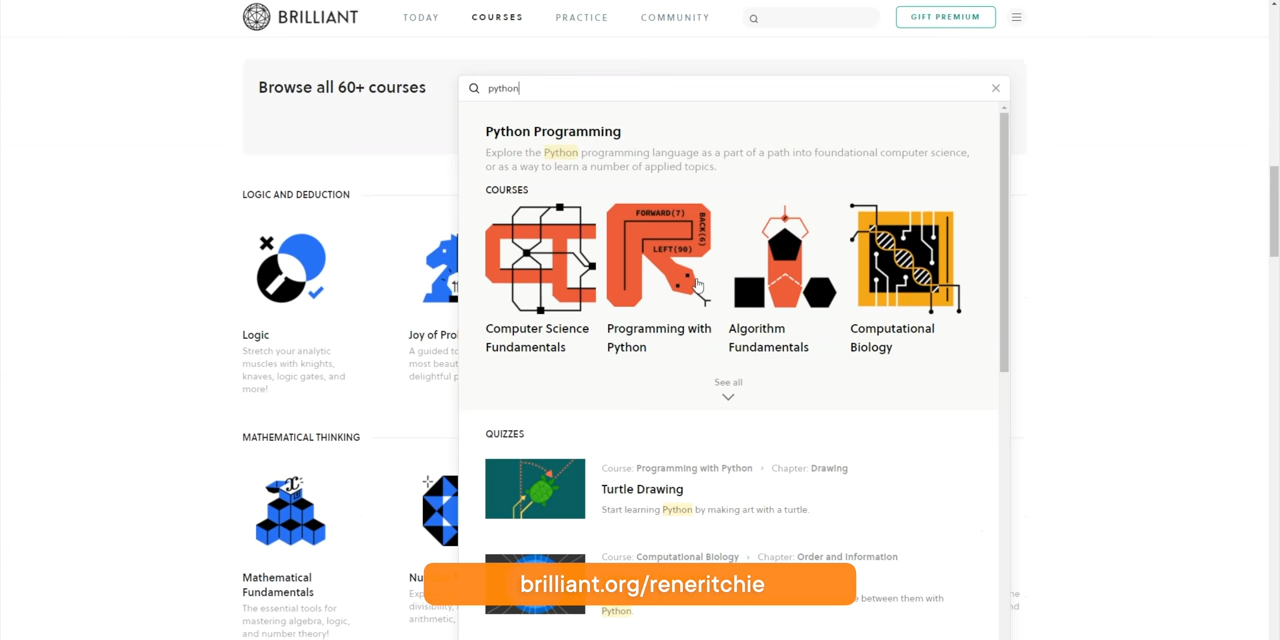 BRILLIANT
TODAY
COURSES
PRACTICE
COMMUNITY
GIFT PREMIUM
Browse all 60+ courses
python
Python Programming
Explore the Python programming language as a part of a path into foundational computer science,
or as a way to learn a number of applied topics.
COURSES
FORWARD(7)
BACK(6)
LEFT(90)
Computer Science
Fundamentals
Programming with
Python
Algorithm
Fundamentals
Computational
Biology
See all
QUIZZES
Course: Programming with Python • Chapter: Drawing
Turtle Drawing
Start learning Python by making art with a turtle.
Course: Computational Biology • Chapter: Order and Information
e between them with
Python.
LOGIC AND DEDUCTION
Logic
Stretch your analytic
muscles with knights,
knaves, logic gates, and
more!
Joy of Pro
A guided to
most beau
delightful p
MATHEMATICAL THINKING
x
Mathematical
Fundamentals
The essential tools for
mastering algebra, logic,
and number theory!
Nu
Exp
divisibility,
arithmetic,
brilliant.org/reneritchie